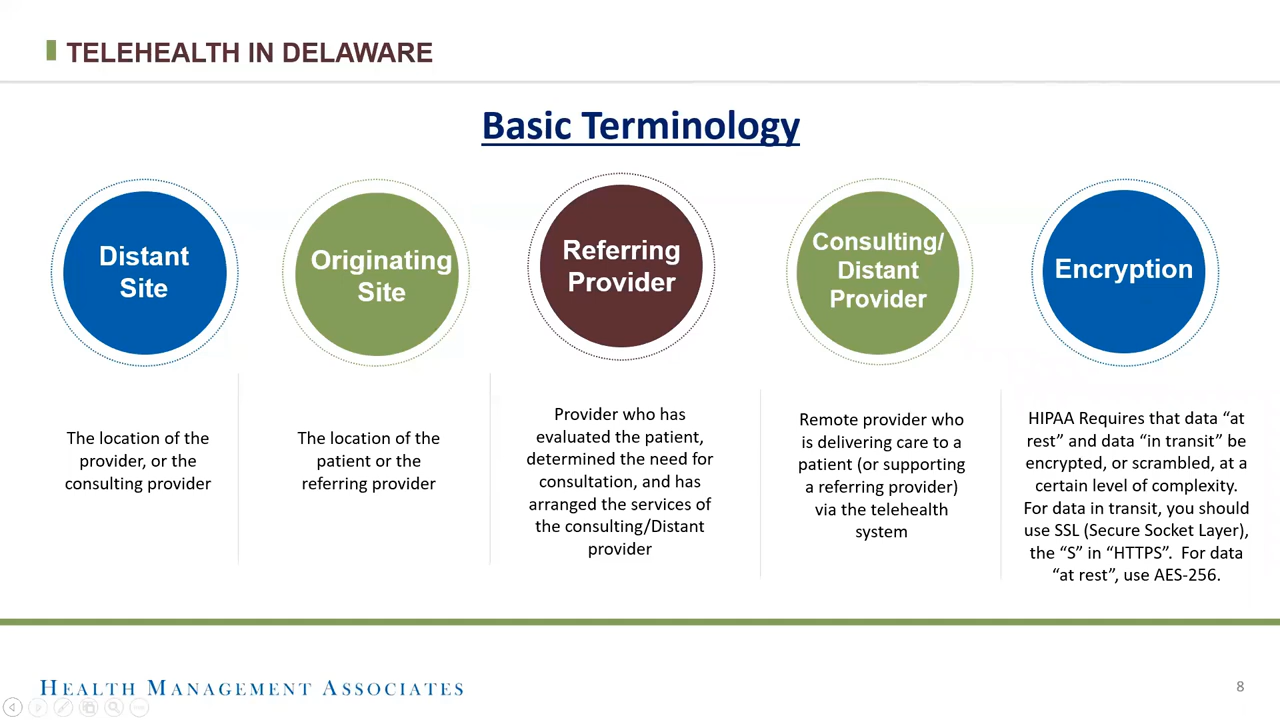 TELEHEALTH IN DELAWARE
Basic Terminology
Distant
Site
The location of the
provider, or the
consulting provider
Originating
Site
The location of the
patient or the
referring provider
Referring
Provider
Provider who has
evaluated the patient,
determined the need for
consultation, and has
arranged the services of
the consulting/Distant
provider
Consulting/
Distant
Provider
Remote provider who
is delivering care to a
patient (or supporting
a referring provider)
via the telehealth
system
Encryption
HIPAA Requires that data “at
rest” and data “in transit” be
encrypted, or scrambled, at a
certain level of complexity.
For data in transit, you should
use SSL (Secure Socket Layer),
the “S” in “HTTPS”.  For data
“at rest”, use AES-256.
HEALTH MANAGEMENT ASSOCIATES
8